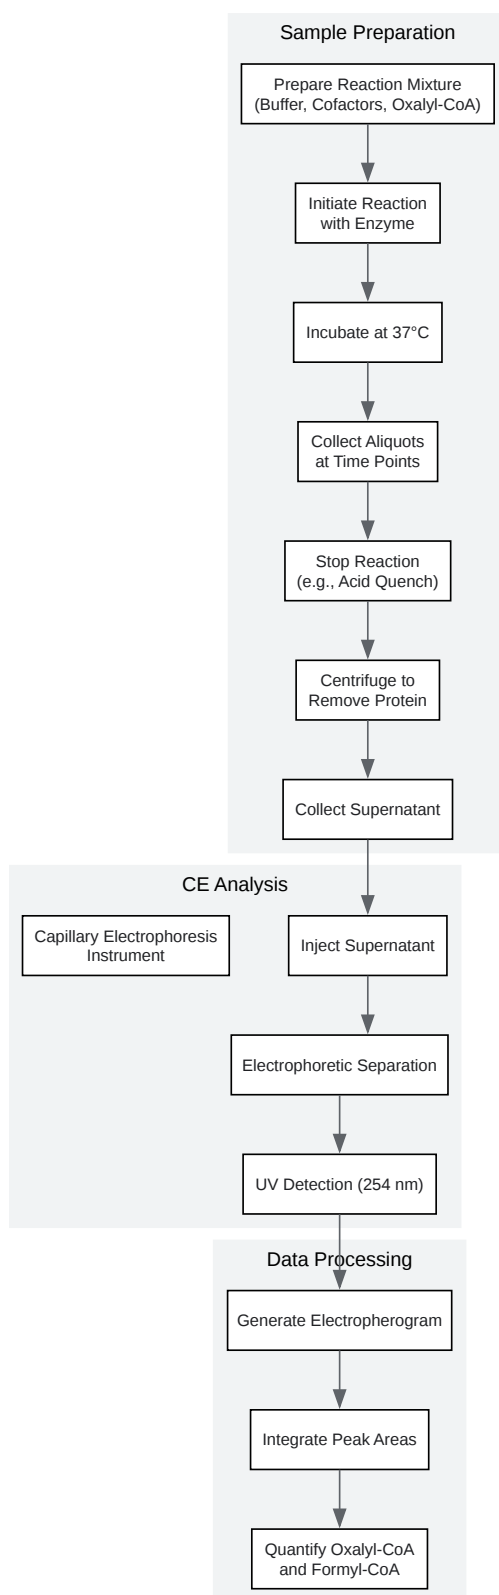 Sample Preparation
Prepare Reaction Mixture
(Buffer, Cofactors, Oxalyl-CoA)
Initiate Reaction
with Enzyme
Incubate at 37°C
Collect Aliquots
at Time Points
Stop Reaction
(e.g., Acid Quench)
Centrifuge to
Remove Protein
Collect Supernatant
CE Analysis
Capillary Electrophoresis
Instrument
Inject Supernatant
Electrophoretic Separation
UV Detection (254 nm)
Data Processing
Generate Electropherogram
Integrate Peak Areas
Quantify Oxalyl-CoA
and Formyl-CoA